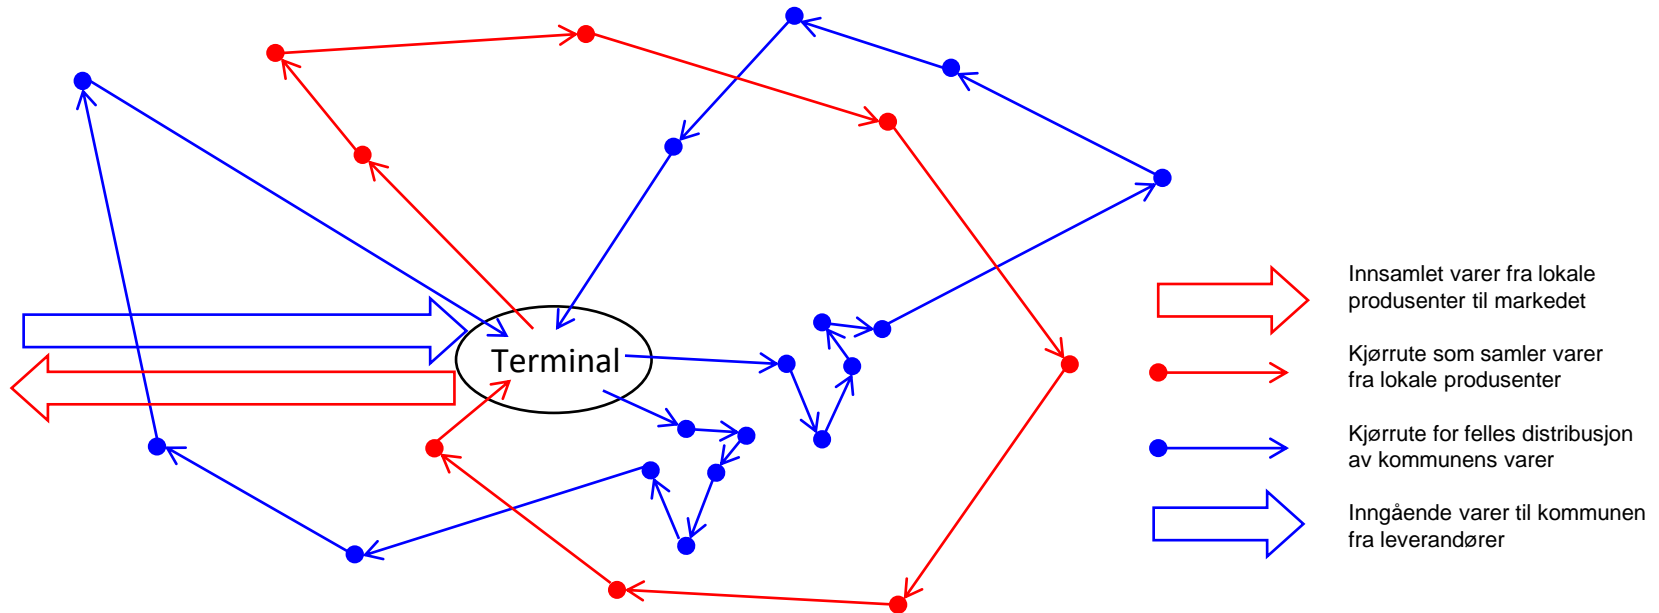 Terminal
Innsamlet varer fra lokale
produsenter til markedet
Kjørrute som samler varer
fra lokale produsenter
Kjørrute for felles distribusjon
av kommunens varer
Inngående varer til kommunen
fra leverandører